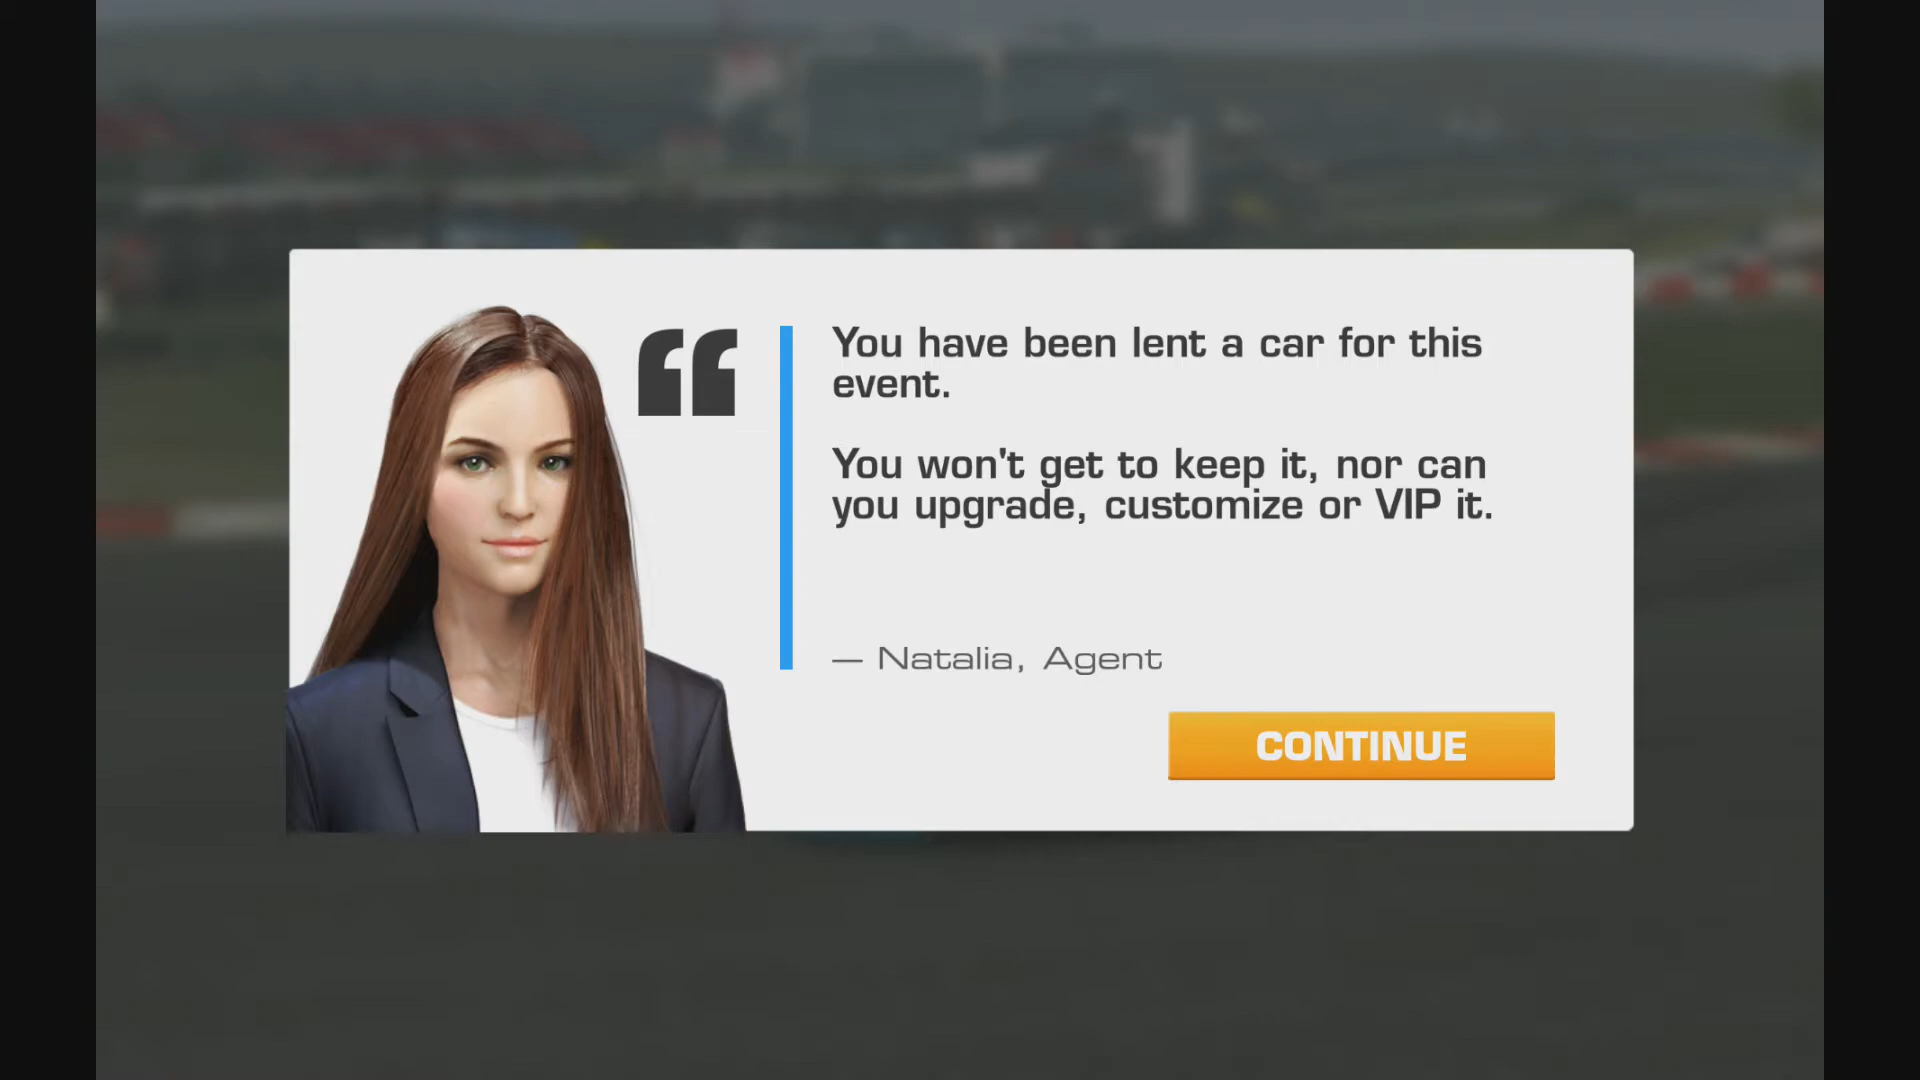 You have been lent a car for this
event.
You won't get to keep it, nor can
you upgrade, customize or VIP it.
— Natalia, Agent
CONTINUE